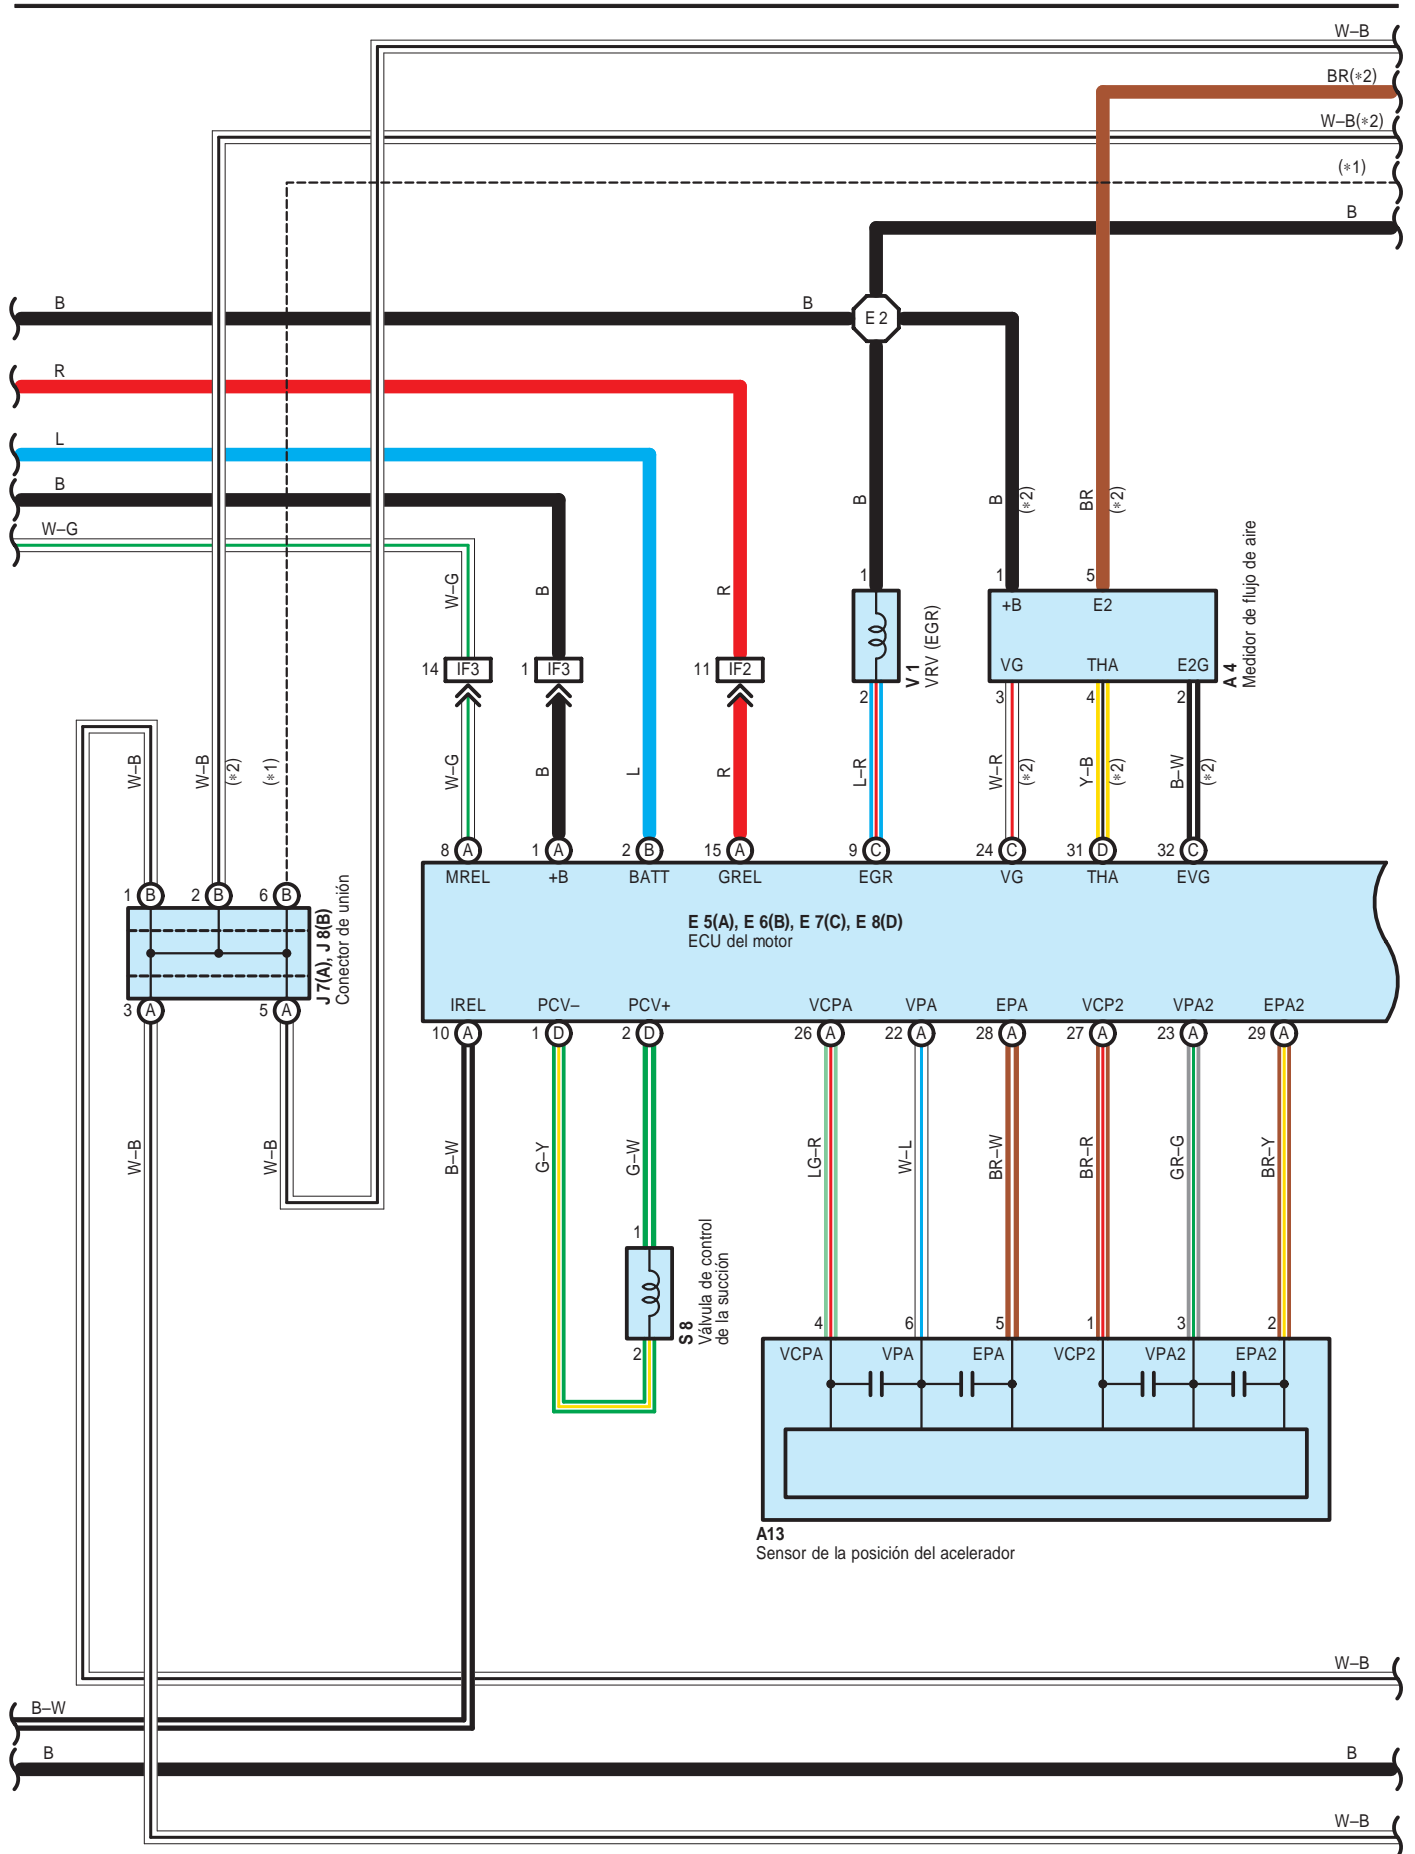 W–B
BR(∗2)
W–B(∗2)
(∗1)
B
B
B
E 2
R
L
B
W–G
B
B
(∗2)
BR
(∗2)
W–G
B
R
1
1
5
+B
E2
VG
THA
E2G
V 1
VRV (EGR)
A 4
Medidor de flujo de aire
14
IF3
1
IF3
11
IF2
2
3
4
2
W–B
W–B
(∗2)
(∗1)
W–G
B
L
R
L–R
W–R
(∗2)
Y–B
(∗2)
B–W
(∗2)
8
A
1
A
2
B
15
A
9
C
24
C
31
D
32
C
MREL
+B
BATT
GREL
EGR
VG
THA
EVG
1
B
2
B
6
B
J 7(A), J 8(B)
Conector de unión
E 5(A), E 6(B), E 7(C), E 8(D)
ECU del motor
3
A
5
A
IREL
PCV–
PCV+
VCPA
VPA
EPA
VCP2
VPA2
EPA2
10
A
1
D
2
D
26
A
22
A
28
A
27
A
23
A
29
A
W–B
W–B
B–W
G–Y
G–W
LG–R
W–L
BR–W
BR–R
GR–G
BR–Y
1
2
S 8
Válvula de control
de la succión
4
6
5
1
3
2
VCPA
VPA
EPA
VCP2
VPA2
EPA2
A13
Sensor de la posición del acelerador
W–B
B–W
B
B
W–B